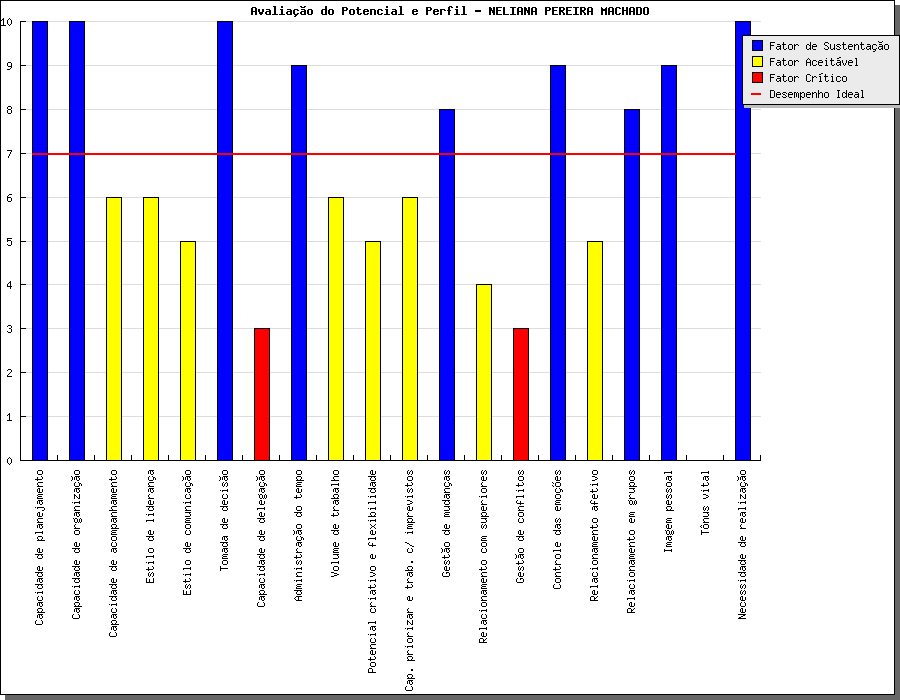 Avaliação do Potencial e Perfil - NELIANA PEREIRA MACHADO
Fator de Sustentação
Fator Aceitável
Fator Crítico
Desempenho Ideal
10
9
8
7
6
5
4
3
2
1
0
Capacidade de planejamento
Capacidade de organização
Capacidade de acompanhamento
Estilo de liderança
Estilo de comunicação
Tomada de decisão
Capacidade de delegação
Administração do tempo
Volume de trabalho
Potencial criativo e flexibilidade
Cap. priorizar e trab. c/ imprevistos
Gestão de mudanças
Relacionamento com superiores
Gestão de conflitos
Controle das emoções
Relacionamento afetivo
Relacionamento em grupos
Imagem pessoal
Tônus vital
Necessidade de realização